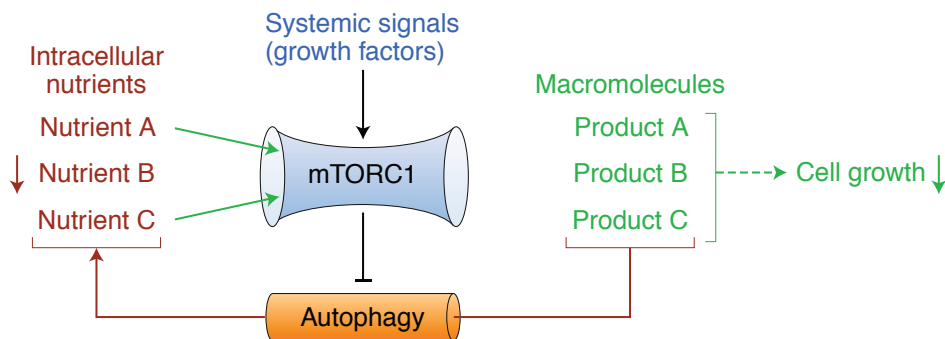 Systemic signals
(growth factors)
Intracellular
nutrients
Macromolecules
Nutrient A
Product A
Nutrient B
mTORC1
Product B
Cell growth
Nutrient C
Product C
Autophagy